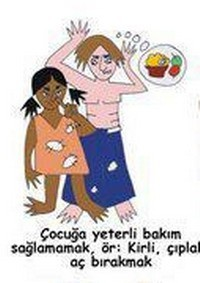 Çocuğa yeterli bakım
sağlamamak, ör: Kirli, çıplak
aç bırakmak